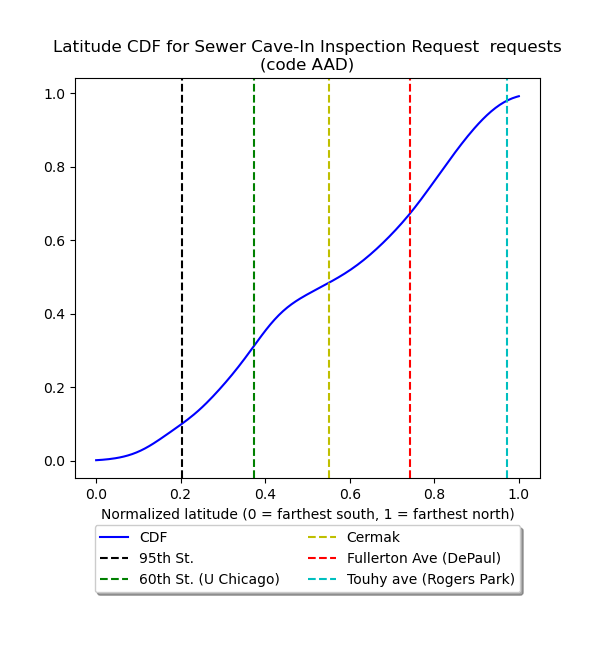 Latitude CDF for Sewer Cave-In Inspection Request  requests
(code AAD)
1.0
0.8
0.6
0.4
0.2
0.0
0.0 0.2 0.4 0.6 0.8 1.0
Normalized latitude (0 = farthest south, 1 = farthest north)
CDF
95th St.
60th St. (U Chicago)
Cermak
Fullerton Ave (DePaul)
Touhy ave (Rogers Park)